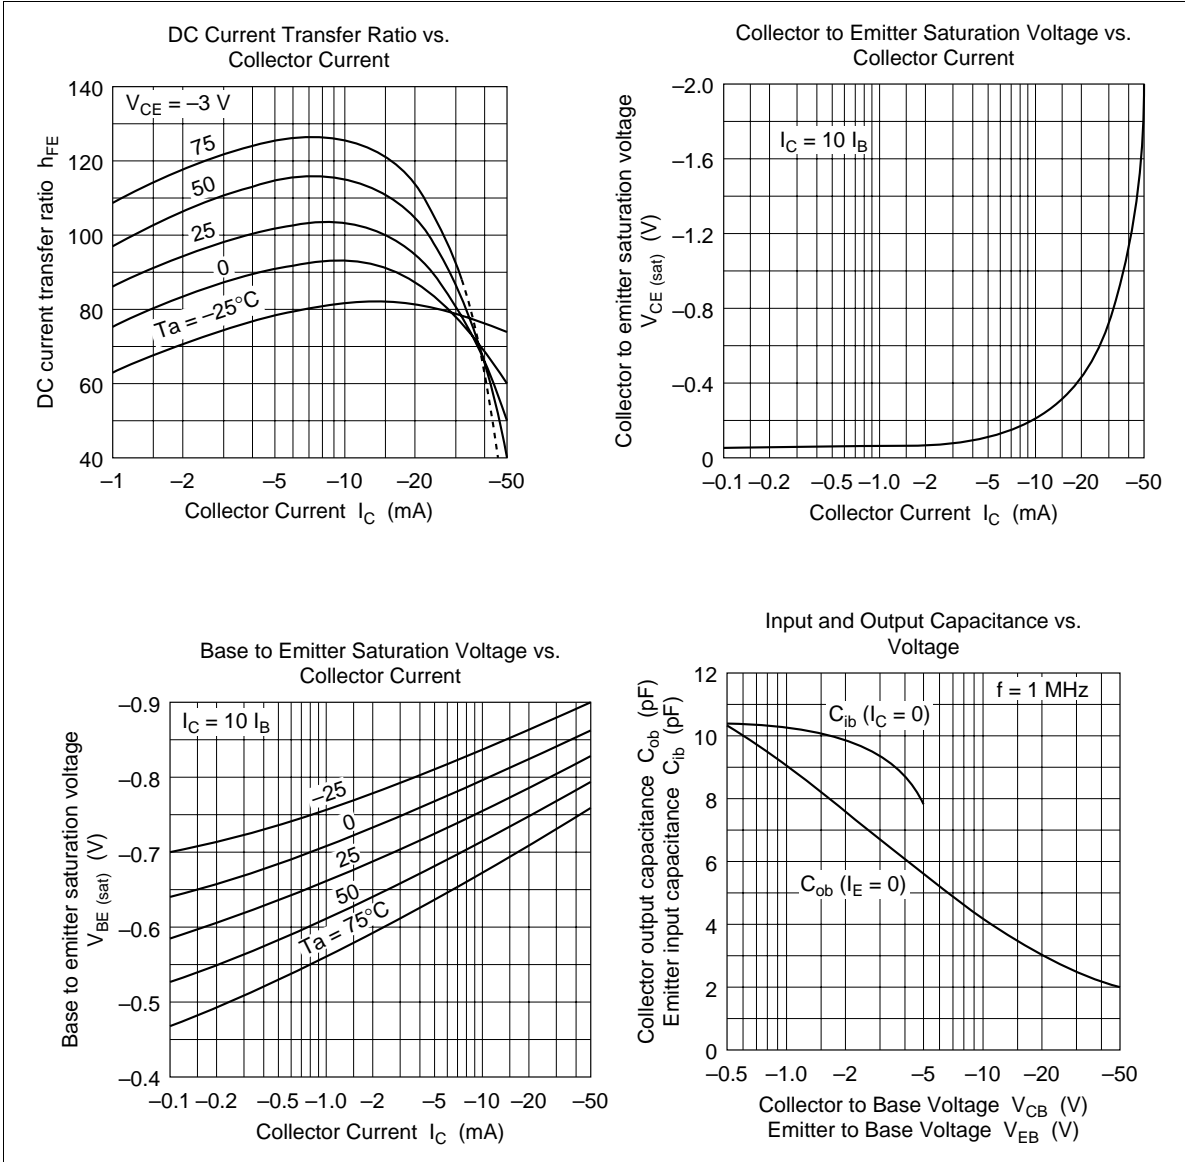 DC Current Transfer Ratio vs.
Collector Current
DC current transfer ratio hFE
VCE = –3 V
140
120
100
80
60
40
75
50
25
0
Ta = –25°C
–1 –2 –5 –10 –20 –50
Collector Current IC (mA)
Collector to Emitter Saturation Voltage vs.
Collector Current
Collector to emitter saturation voltage
VCE (sat) (V)
IC = 10 IB
–2.0
–1.6
–1.2
–0.8
–0.4
0
–0.1 –0.2 –0.5 –1.0 –2 –5 –10 –20 –50
Collector Current IC (mA)
Base to Emitter Saturation Voltage vs.
Collector Current
Base to emitter saturation voltage
VBE (sat) (V)
IC = 10 IB
–0.9
–0.8
–0.7
–0.6
–0.5
–0.4
–25
0
25
50
Ta = 75°C
–0.1 –0.2 –0.5 –1.0 –2 –5 –10 –20 –50
Collector Current IC (mA)
Input and Output Capacitance vs.
Voltage
Collector output capacitance Cob (pF)
Emitter input capacitance Cib (pF)
f = 1 MHz
12
10
8
6
4
2
0
Cib (IC = 0)
Cob (IE = 0)
–0.5 –1.0 –2 –5 –10 –20 –50
Collector to Base Voltage VCB (V)
Emitter to Base Voltage VEB (V)